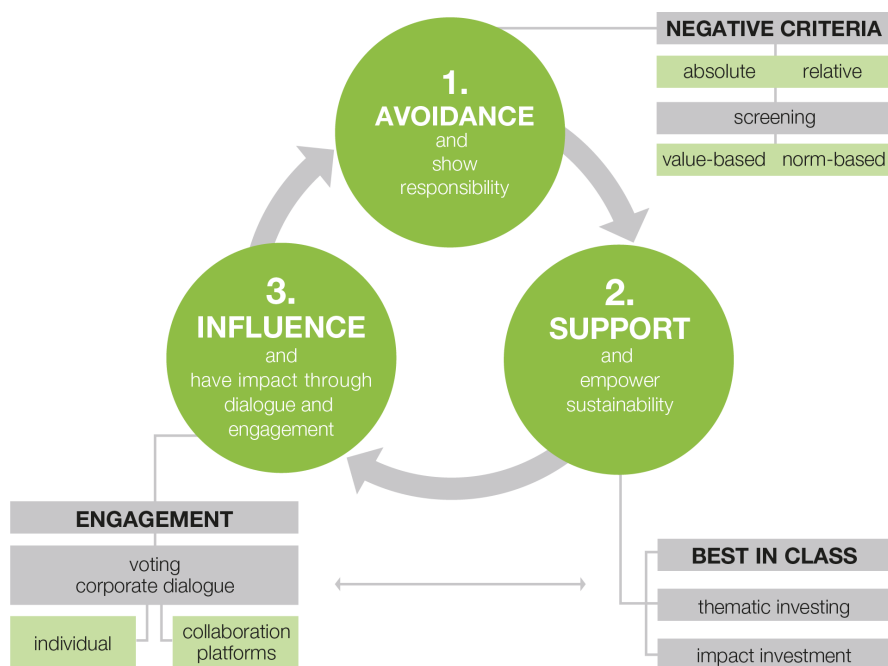 1.
AVOIDANCE
and
show
responsibility
NEGATIVE CRITERIA
absolute relative
screening
value-based norm-based
2.
SUPPORT
and
empower
sustainability
3.
INFLUENCE
and
have impact through
dialogue and
engagement
ENGAGEMENT
voting
corporate dialogue
individual
collaboration
platforms
BEST IN CLASS
thematic investing
impact investment